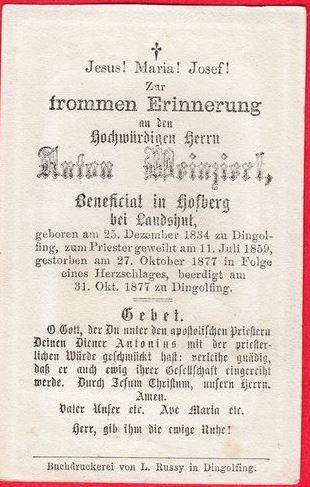 †
Jesus! Maria! Josef!
Zur
frommen Erinnerung
an den
Hochwürdigen Herrn
Anton Weinzierl,
Beneficiat in Hofberg
bei Landshut,
geboren am 25. Dezember 1834 zu Dingol-
fing, zum Priester geweiht am 11. Juli 1859,
gestorben am 27. Oktober 1877 in Folge
eines Herzschlages, beerdigt am
31. Okt. 1877 zu Dingolfing.
Gebet.
O Gott, der Du unter den apostolischen Priestern
Deinen Diener Antonius mit der priester-
lichen Würde geschmückt hast: verleihe gnädig,
daß er auch ewig ihrer Gesellschaft eingereiht
werde. Durch Jesum Christum, unsern Herrn.
Amen.
Vater Unser etc. Ave Maria etc.
Herr, gib ihm die ewige Ruhe!
Buchdruckerei von L. Russy in Dingolfing.